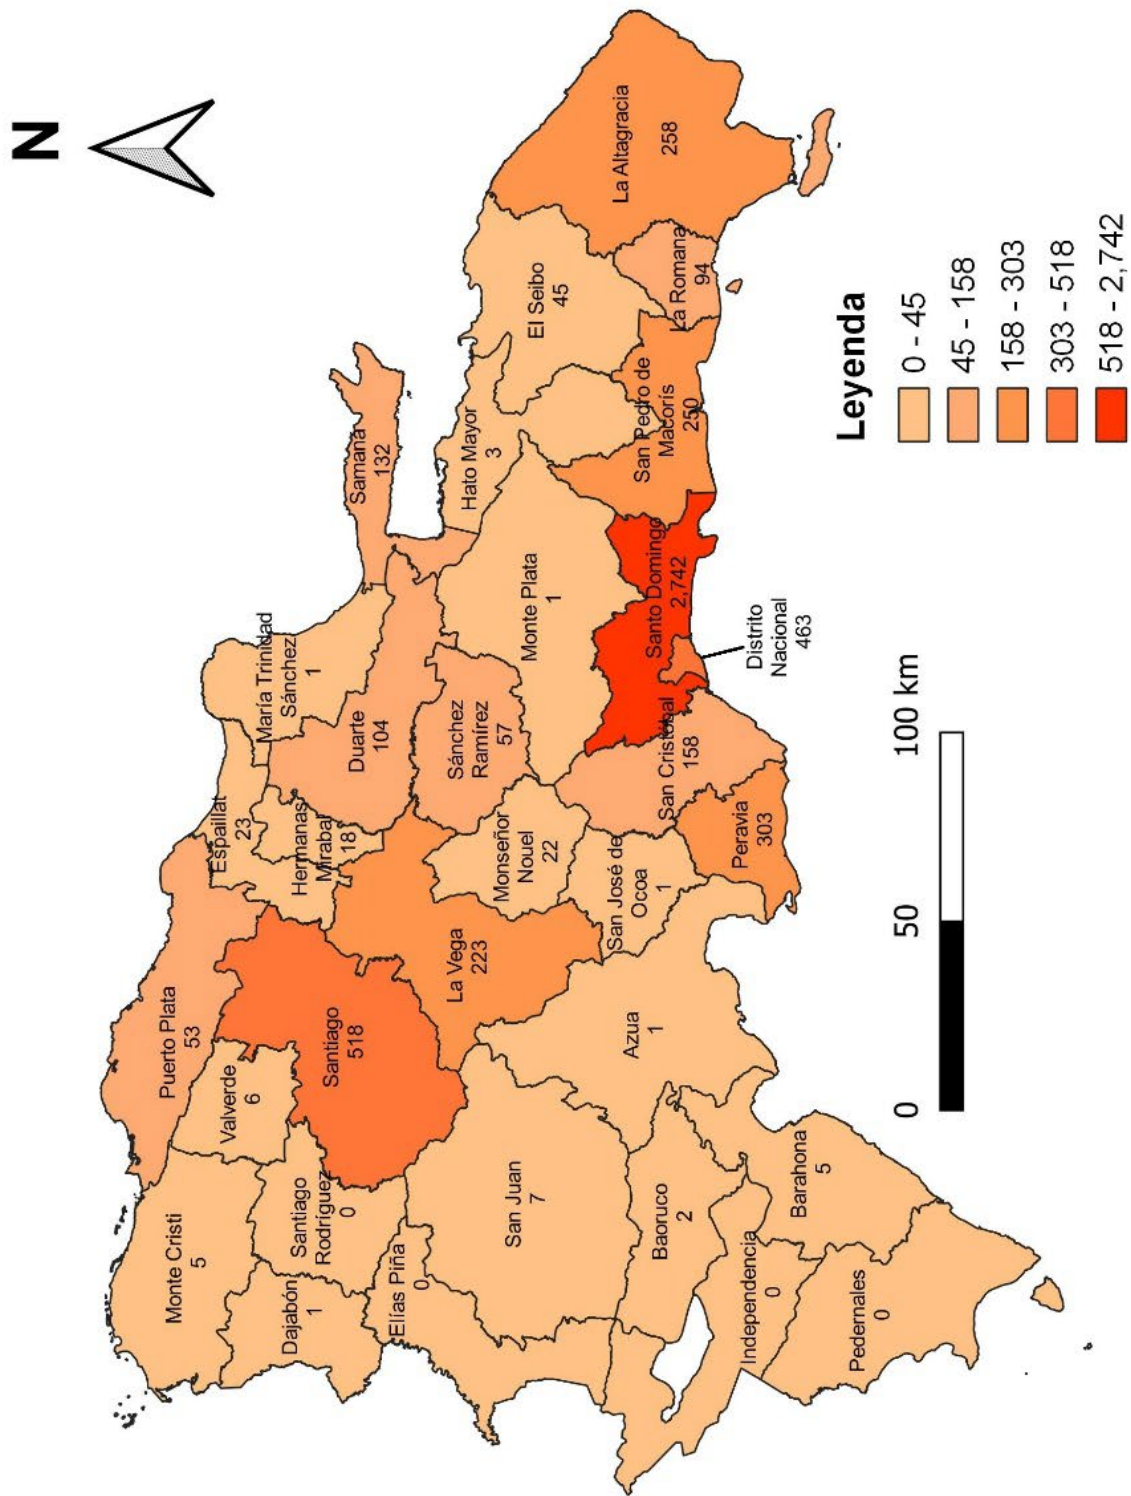 N
Puerto Plata
53
Monte Cristi
5
Valverde
6
Espaillat
23
María Trinidad
Sánchez
1
Santiago
Rodríguez
0
Dajabón
1
Santiago
518
Hermanas
Mirabal
18
Duarte
104
Samaná
132
Elías Piña
0
La Vega
223
Sánchez
Ramírez
57
Hato Mayor
3
San Juan
7
Monseñor
Nouel
22
Monte Plata
1
El Seibo
45
La Altagracia
258
Azua
1
San José de
Ocoa
1
San Cristóbal
158
Santo Domingo
2,742
San Pedro de
Macorís
250
La Romana
94
Baoruco
2
Peravia
303
Distrito
Nacional
463
Independencia
0
Barahona
5
Pedernales
0
0
50
100 km
Leyenda
0 - 45
45 - 158
158 - 303
303 - 518
518 - 2,742